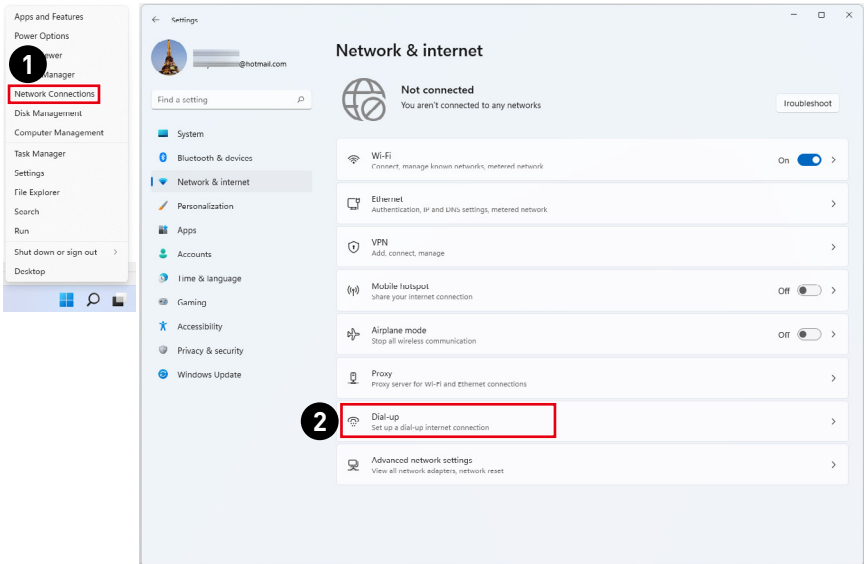 Apps and Features
Power Options
ewer
1
Manager
Network Connections
Disk Management
Computer Management
Task Manager
Settings
File Explorer
Search
Run
Shut down or sign out
Desktop
Settings
@hotmail.com
Find a setting
System
Bluetooth & devices
Network & internet
Personalization
Apps
Accounts
Time & language
Gaming
Accessibility
Privacy & security
Windows Update
Network & internet
Not connected
You aren't connected to any networks
Troubleshoot
Wi-Fi
Connect, manage known networks, metered network
On
Ethernet
Authentication, IP and DNS settings, metered network
VPN
Add, connect, manage
Mobile hotspot
Share your internet connection
Off
Airplane mode
Stop all wireless communication
Off
Proxy
Proxy server for Wi-Fi and Ethernet connections
2
Dial-up
Set up a dial-up internet connection
Advanced network settings
View all network adapters, network reset